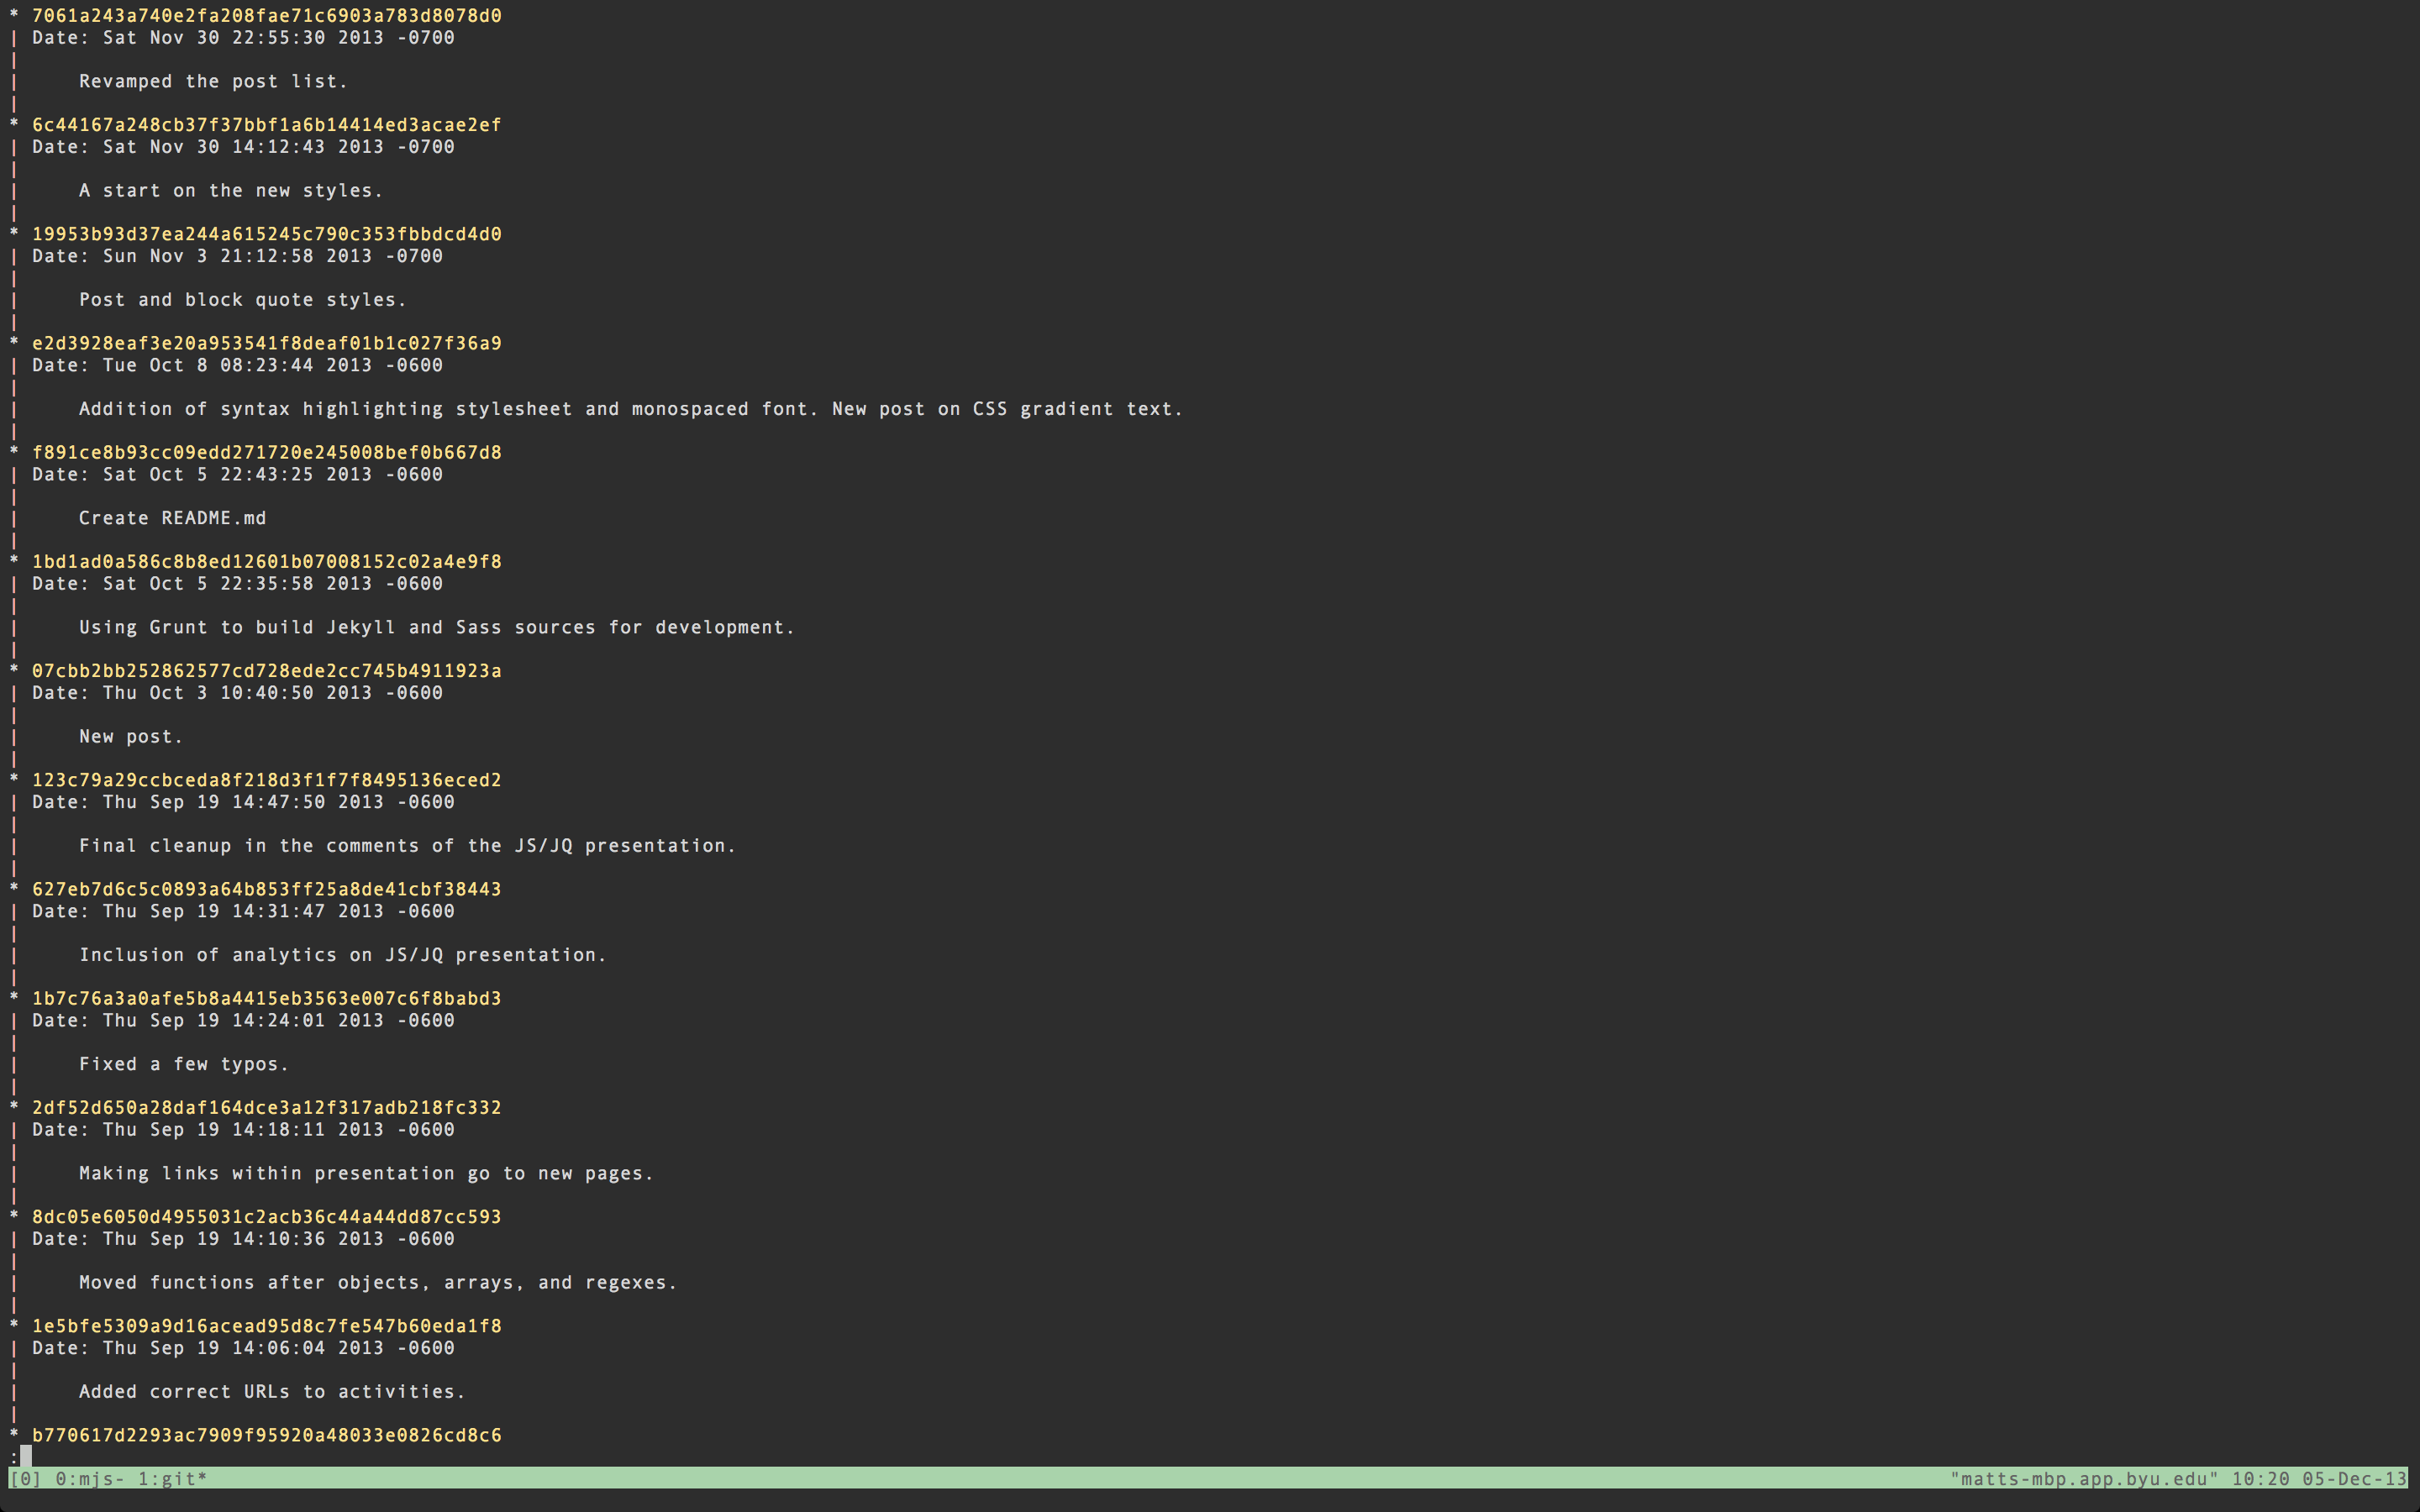 * 7061a243a740e2fa208fae71c6903a783d8078d0
| Date: Sat Nov 30 22:55:30 2013 -0700
|
|     Revamped the post list.
|
* 6c44167a248cb37f37bbf1a6b14414ed3acae2ef
| Date: Sat Nov 30 14:12:43 2013 -0700
|
|     A start on the new styles.
|
* 19953b93d37ea244a615245c790c353fbbdcd4d0
| Date: Sun Nov 3 21:12:58 2013 -0700
|
|     Post and block quote styles.
|
* e2d3928eaf3e20a953541f8deaf01b1c027f36a9
| Date: Tue Oct 8 08:23:44 2013 -0600
|
|     Addition of syntax highlighting stylesheet and monospaced font. New post on CSS gradient text.
|
* f891ce8b93cc09edd271720e245008bef0b667d8
| Date: Sat Oct 5 22:43:25 2013 -0600
|
|     Create README.md
|
* 1bd1ad0a586c8b8ed12601b07008152c02a4e9f8
| Date: Sat Oct 5 22:35:58 2013 -0600
|
|     Using Grunt to build Jekyll and Sass sources for development.
|
* 07cbb2bb252862577cd728ede2cc745b4911923a
| Date: Thu Oct 3 10:40:50 2013 -0600
|
|     New post.
|
* 123c79a29ccbceda8f218d3f1f7f8495136eced2
| Date: Thu Sep 19 14:47:50 2013 -0600
|
|     Final cleanup in the comments of the JS/JQ presentation.
|
* 627eb7d6c5c0893a64b853ff25a8de41cbf38443
| Date: Thu Sep 19 14:31:47 2013 -0600
|
|     Inclusion of analytics on JS/JQ presentation.
|
* 1b7c76a3a0afe5b8a4415eb3563e007c6f8babd3
| Date: Thu Sep 19 14:24:01 2013 -0600
|
|     Fixed a few typos.
|
* 2df52d650a28daf164dce3a12f317adb218fc332
| Date: Thu Sep 19 14:18:11 2013 -0600
|
|     Making links within presentation go to new pages.
|
* 8dc05e6050d4955031c2acb36c44a44dd87cc593
| Date: Thu Sep 19 14:10:36 2013 -0600
|
|     Moved functions after objects, arrays, and regexes.
|
* 1e5bfe5309a9d16acead95d8c7fe547b60eda1f8
| Date: Thu Sep 19 14:06:04 2013 -0600
|
|     Added correct URLs to activities.
|
* b770617d2293ac7909f95920a48033e0826cd8c6
:
[0] 0:mjs- 1:git* "matts-mbp.app.byu.edu" 10:20 05-Dec-13